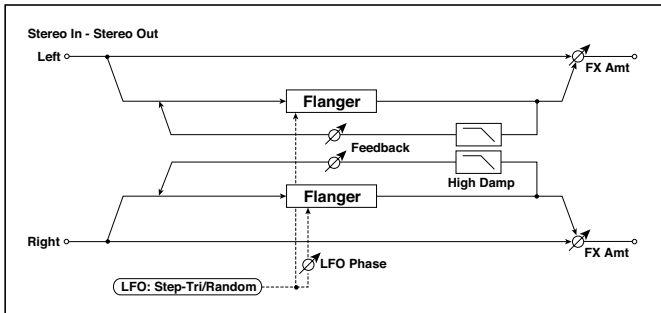 Stereo In - Stereo Out
Left
FX Amt
Flanger
Feedback
High Damp
Flanger
Right
FX Amt
LFO Phase
LFO: Step-Tri/Random